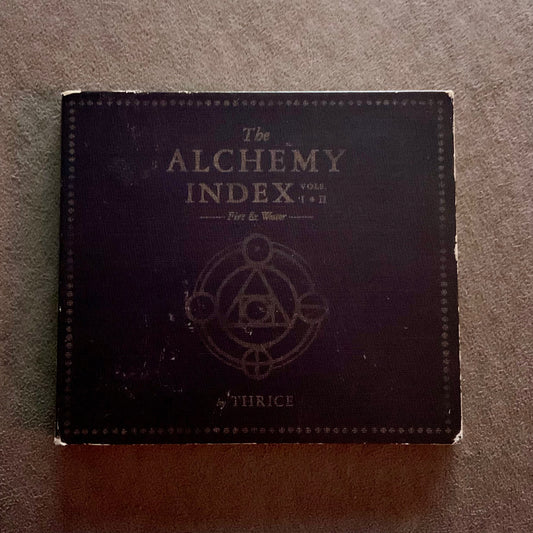 The
ALCHEMY
INDEX VOLS. I & II
Fire & Water
by THRICE